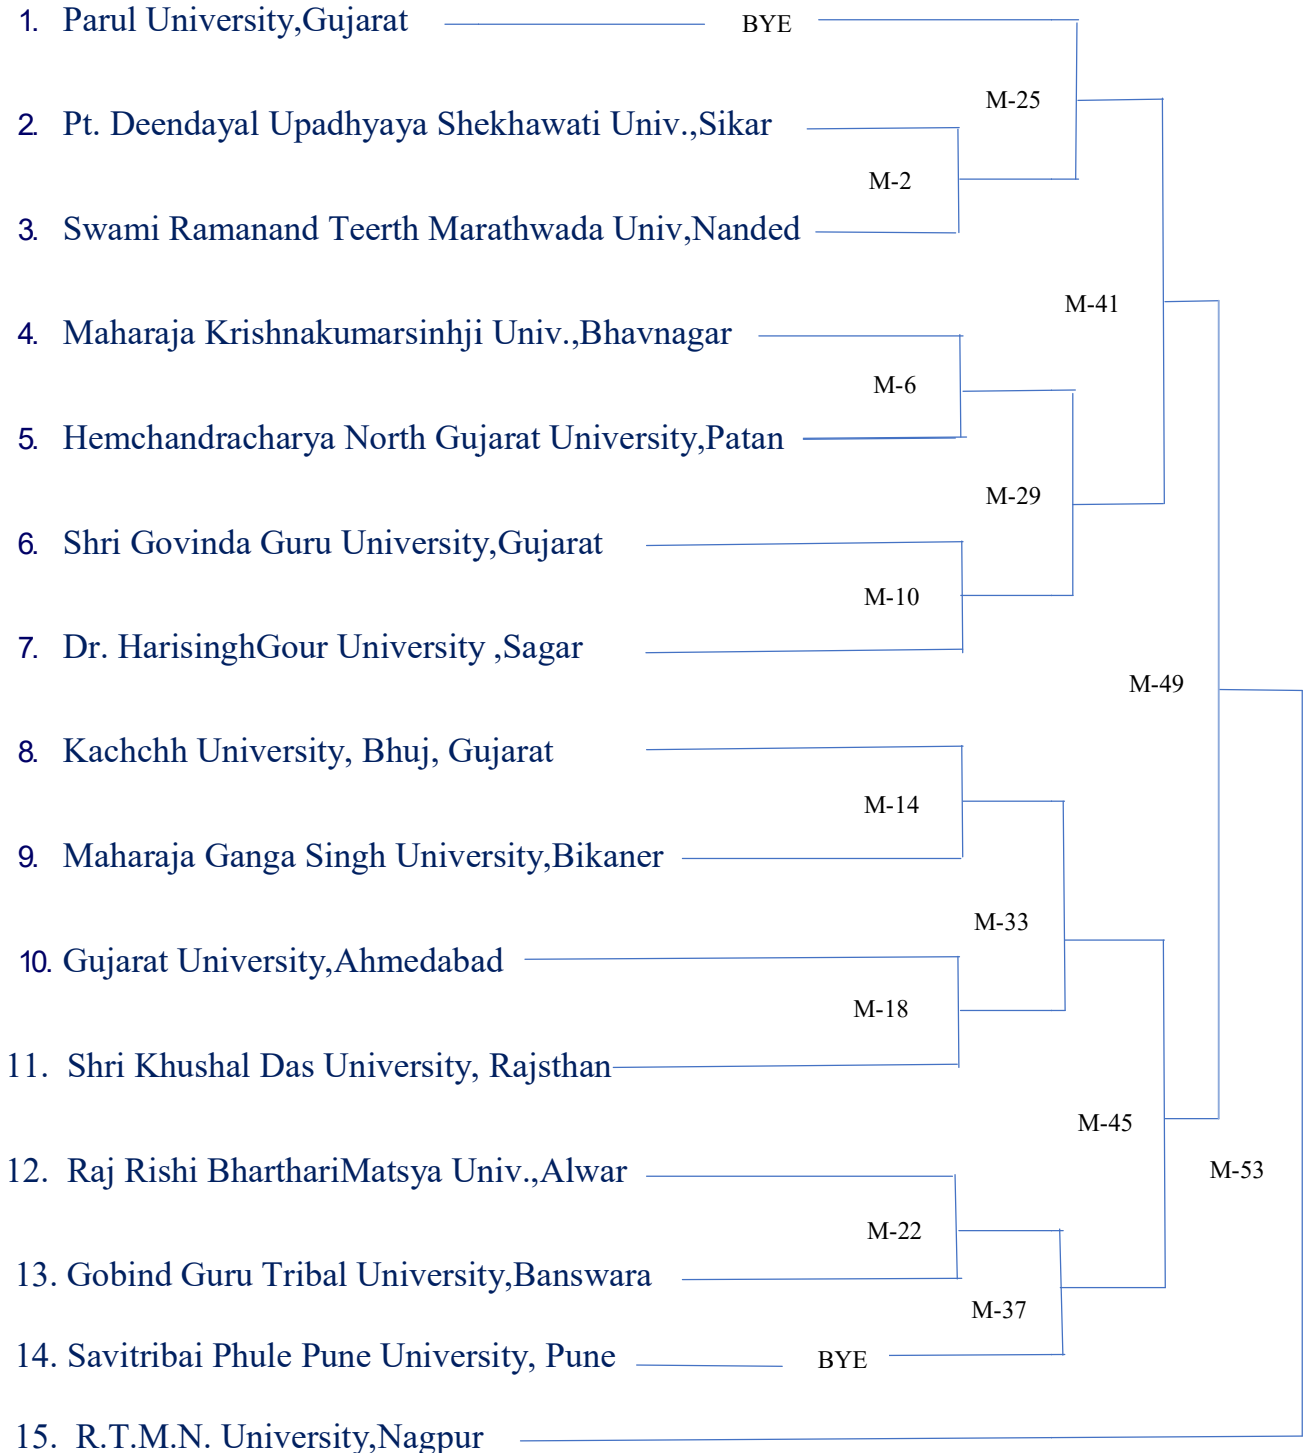 1. Parul University,Gujarat BYE
M-25
2. Pt. Deendayal Upadhyaya Shekhawati Univ.,Sikar
M-2
3. Swami Ramanand Teerth Marathwada Univ,Nanded
M-41
4. Maharaja Krishnakumarsinhji Univ.,Bhavnagar
M-6
5. Hemchandracharya North Gujarat University,Patan
M-29
6. Shri Govinda Guru University,Gujarat
M-10
7. Dr. HarisinghGour University ,Sagar
M-49
8. Kachchh University, Bhuj, Gujarat
M-14
9. Maharaja Ganga Singh University,Bikaner
M-33
10. Gujarat University,Ahmedabad
M-18
11. Shri Khushal Das University, Rajsthan
M-45
12. Raj Rishi BharthariMatsya Univ.,Alwar
M-53
M-22
13. Gobind Guru Tribal University,Banswara
M-37
14. Savitribai Phule Pune University, Pune BYE
15. R.T.M.N. University,Nagpur